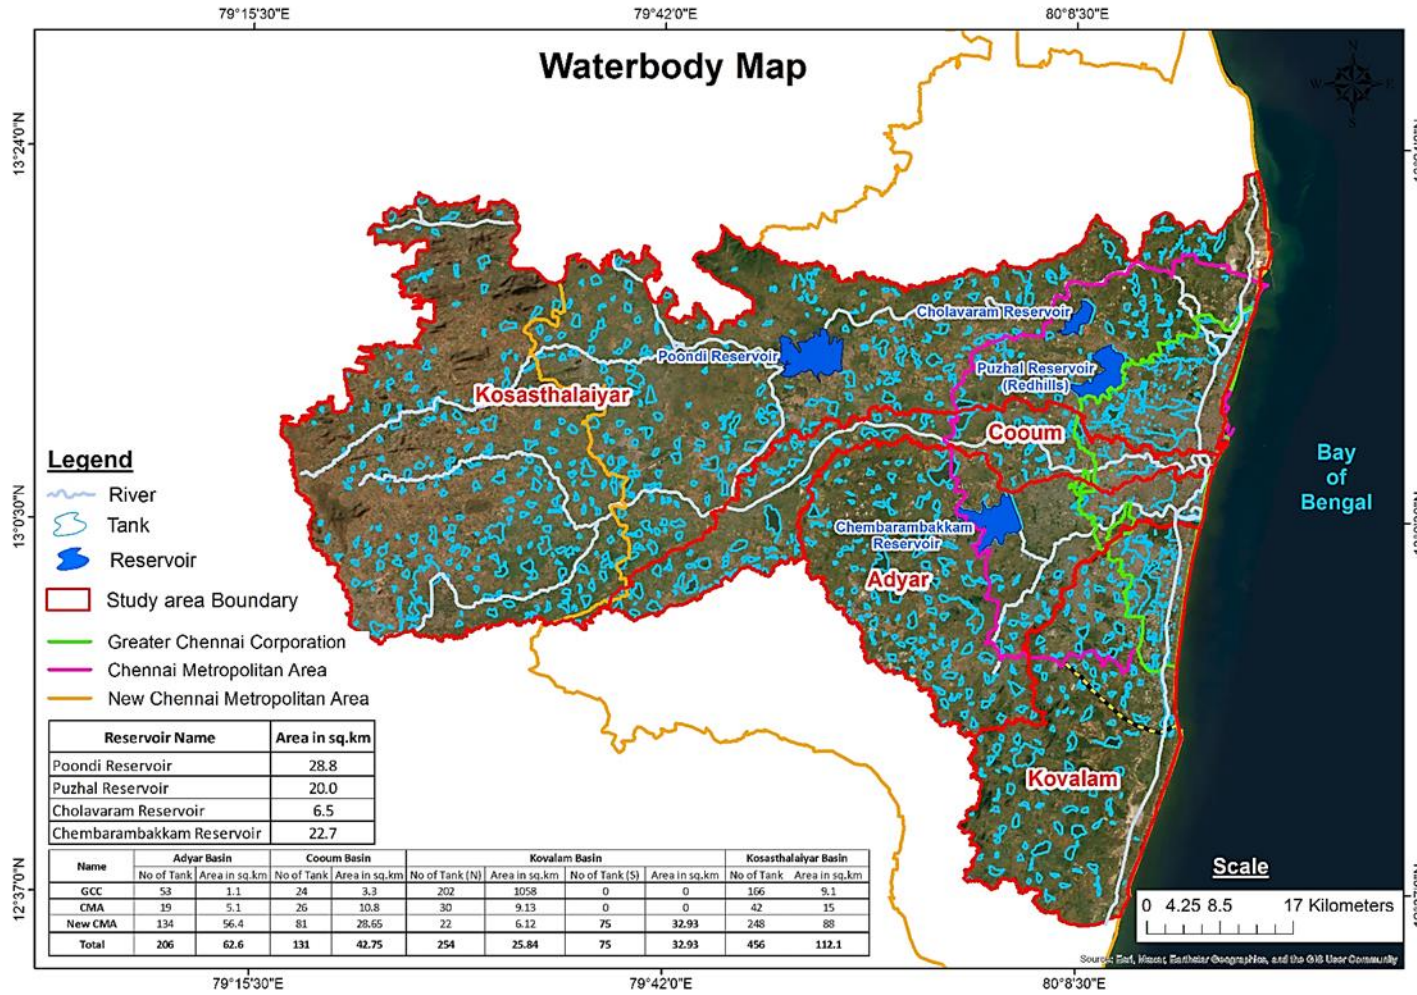 79°15'30"E 79°42'0"E 80°8'30"E
Waterbody Map
N
W E
S
13°24'0"N
Cholavaram Reservoir
Poondi Reservoir
Puzhal Reservoir
(Redhills)
Kosasthalaiyar
Cooum
Bay
of
Bengal
Chembarambakkam
Reservoir
Adyar
Kovalam
13°0'30"N
Legend
River
Tank
Reservoir
Study area Boundary
Greater Chennai Corporation
Chennai Metropolitan Area
New Chennai Metropolitan Area
Reservoir Name Area in sq.km
Poondi Reservoir 28.8
Puzhal Reservoir 20.0
Cholavaram Reservoir 6.5
Chembarambakkam Reservoir 22.7
Name Adyar Basin Cooum Basin Kovalam Basin Kosasthalaiyar Basin
No of Tank Area in sq.km No of Tank Area in sq.km No of Tank (N) Area in sq.km No of Tank (S) Area in sq.km No of Tank Area in sq.km
GCC 53 1.1 24 3.3 202 1058 0 0 166 9.1
CMA 19 5.1 26 10.8 30 9.13 0 0 42 15
New CMA 134 56.4 81 28.65 22 6.12 75 32.93 248 88
Total 206 62.6 131 42.75 254 25.84 75 32.93 456 112.1
12°37'0"N
Scale
0 4.25 8.5 17 Kilometers
Source: Esri, Maxar, Earthstar Geographics, and the GIS User Community
79°15'30"E 79°42'0"E 80°8'30"E